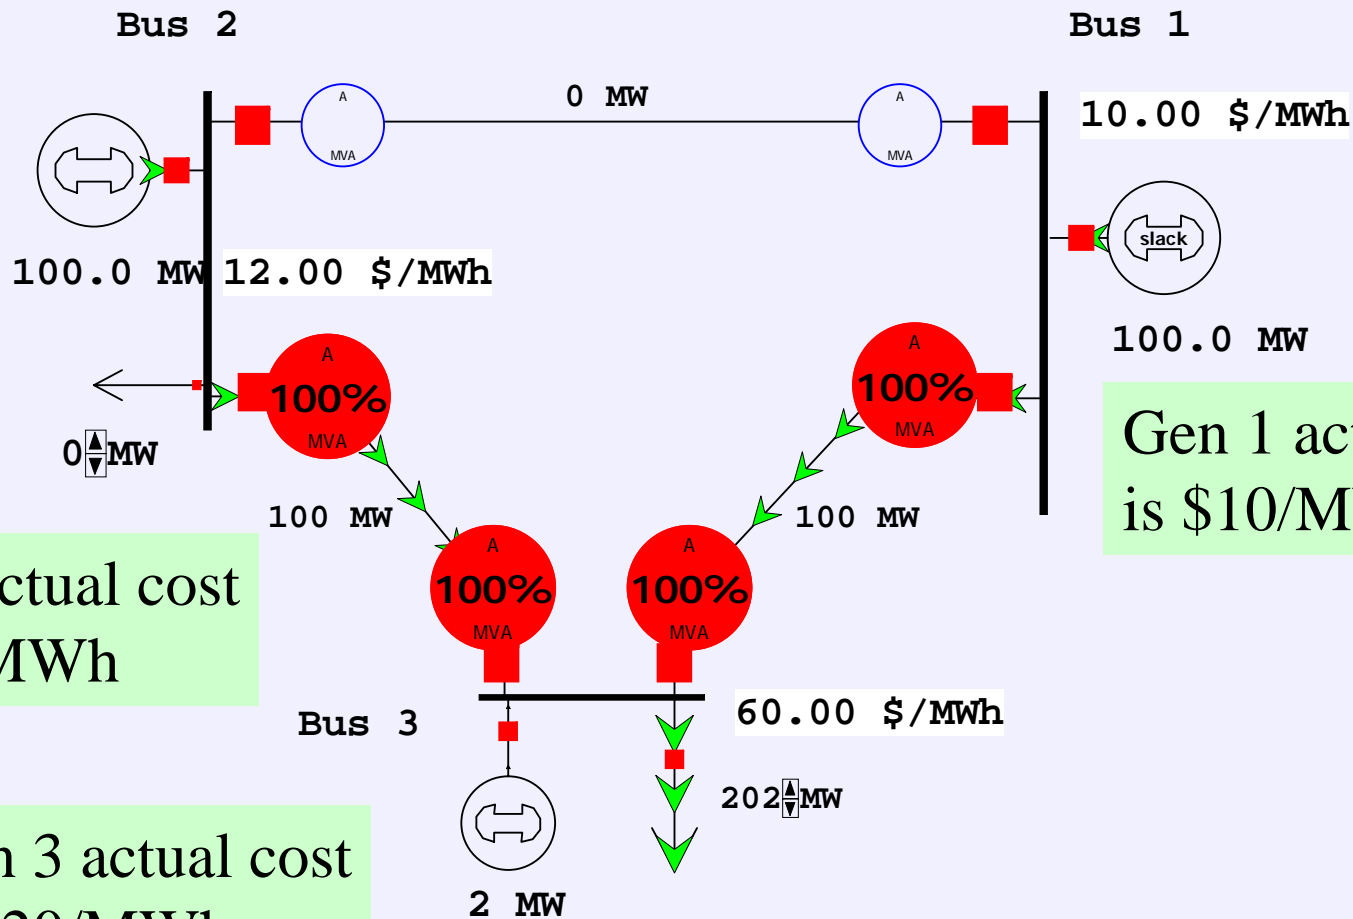 Bus 2
Bus 1
A
MVA
0 MW
A
MVA
10.00 $/MWh
slack
100.0 MW
12.00 $/MWh
100.0 MW
A
100%
MVA
A
100%
MVA
0 MW
Gen 1
is $10/
100 MW
100 MW
A
100%
MVA
A
100%
MVA
actual cost
MWh
Bus 3
60.00 $/MWh
202 MW
3 actual cost
2 MW